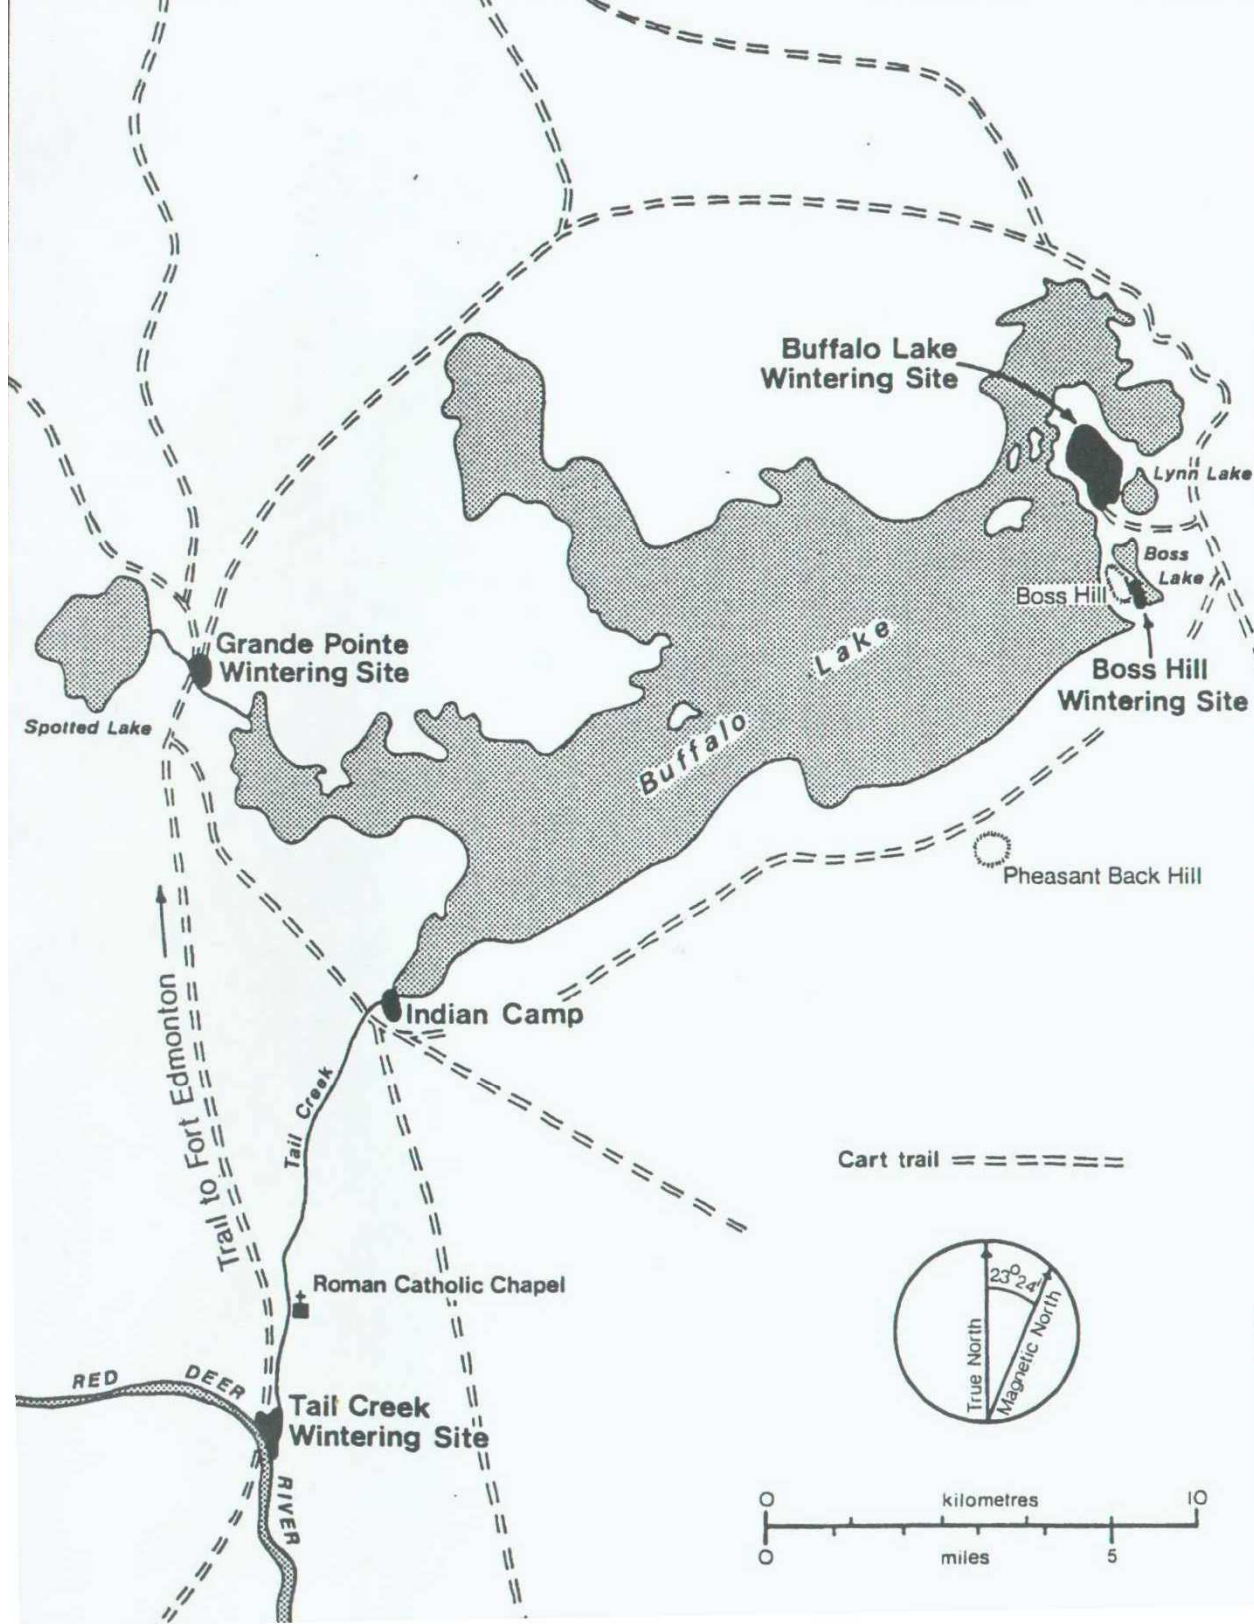 Buffalo Lake
Wintering Site
Lynn Lake
Boss
Lake
Boss Hill
Grande Pointe
Wintering Site
Boss Hill
Wintering Site
Spotted Lake
Buffalo Lake
Pheasant Back Hill
Indian Camp
Trail to Fort Edmonton
Tail Creek
Cart trail
Roman Catholic Chapel
23°24'
True North
Magnetic North
RED DEER RIVER
Tail Creek
Wintering Site
0 kilometres 10
0 miles 5